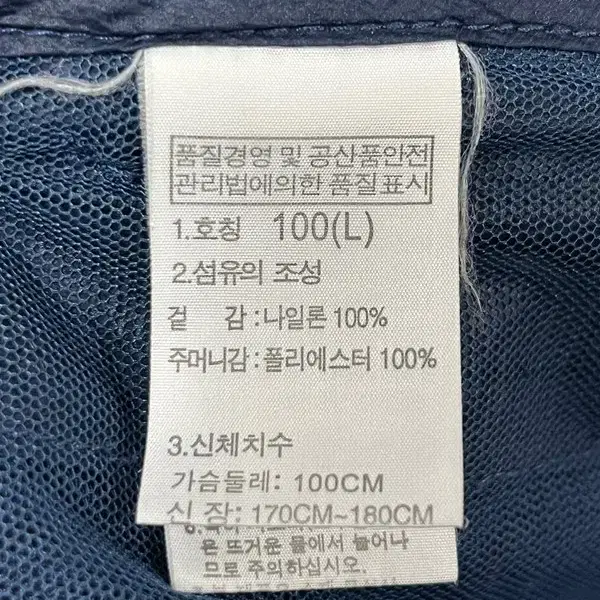 품질경영 및 공산품안전
관리법에의한 품질표시
1.호칭 100(L)
2.섬유의 조성
겉 감:나일론 100%
주머니감:폴리에스터 100%
3.신체치수
가슴둘레: 100CM
신 장: 170CM~180CM
은 뜨거운 물에서 늘어나
므로 주의하십시오.